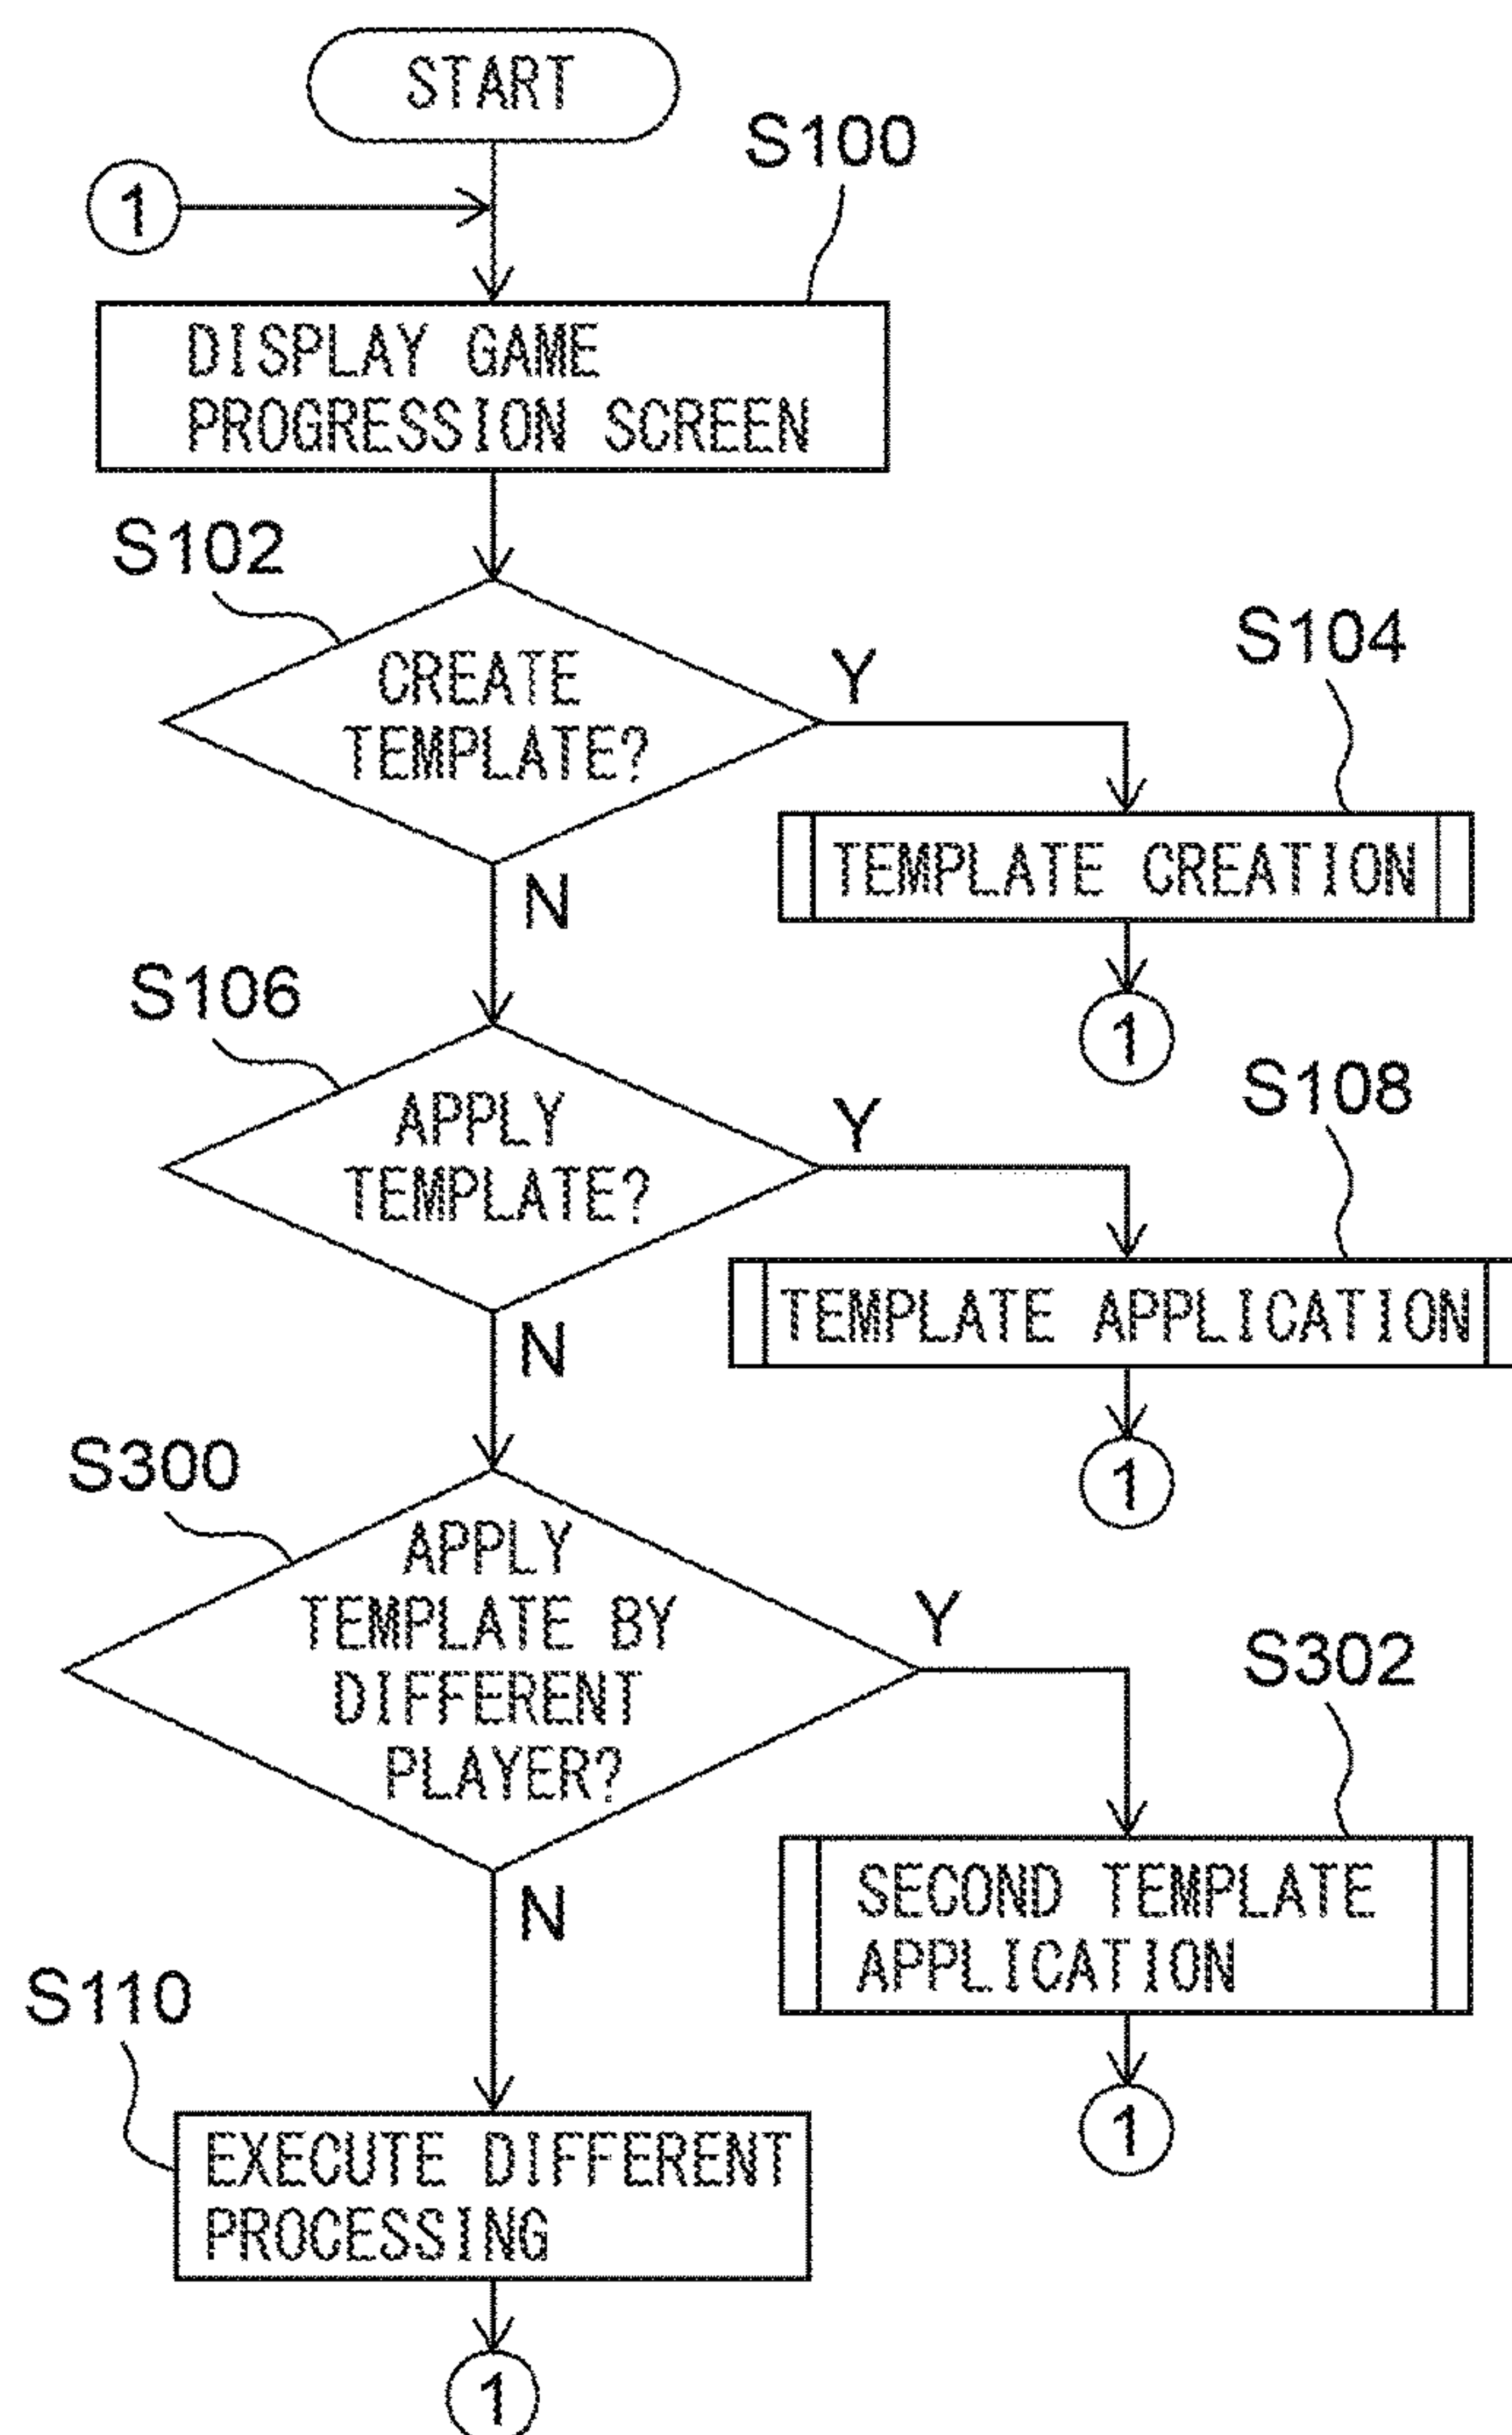 START
S100
1
DISPLAY GAME
PROGRESSION SCREEN
S102
CREATE
TEMPLATE?
Y
S104
TEMPLATE CREATION
N
1
S106
APPLY
TEMPLATE?
Y
S108
TEMPLATE APPLICATION
N
1
S300
APPLY
TEMPLATE BY
DIFFERENT
PLAYER?
Y
S302
SECOND TEMPLATE
APPLICATION
N
1
S110
EXECUTE DIFFERENT
PROCESSING
1